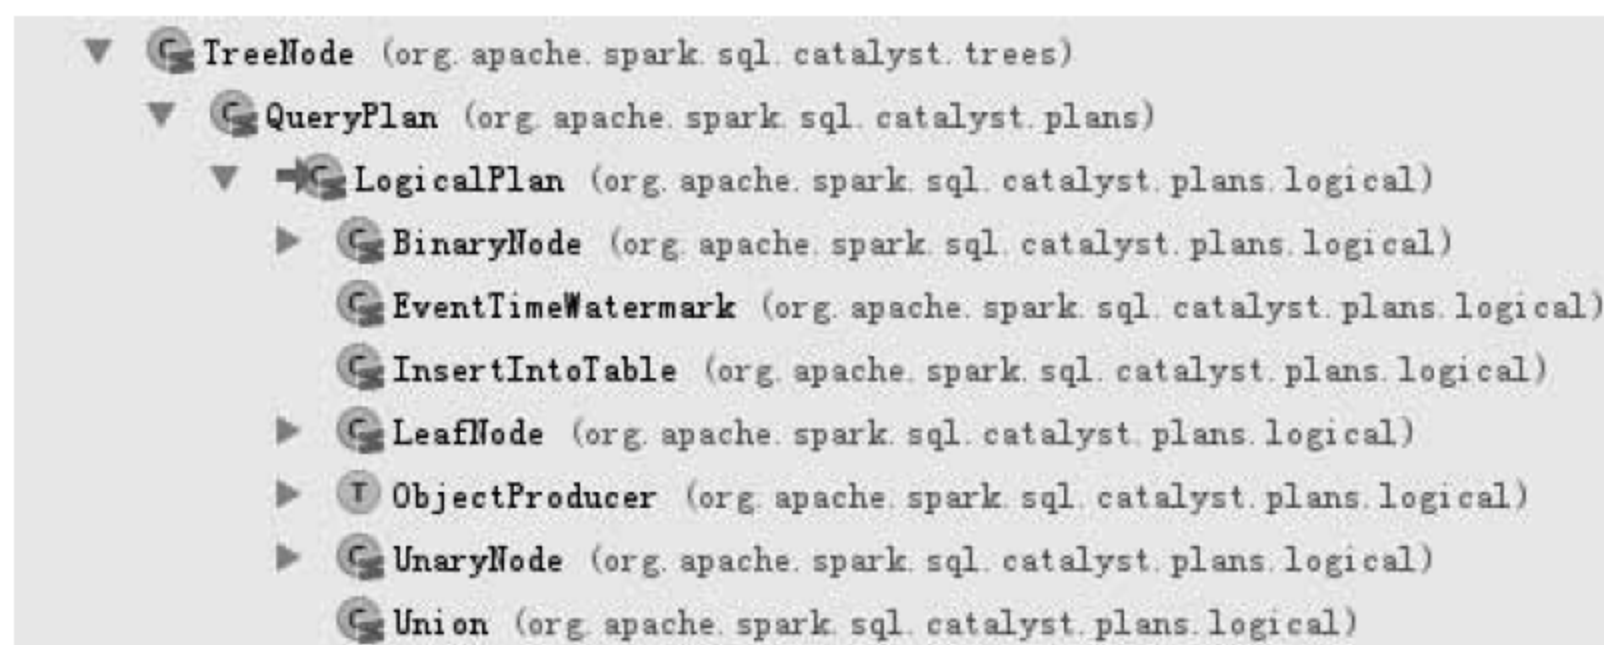 TreeNode (org.apache.spark.sql.catalyst.trees)
QueryPlan (org.apache.spark.sql.catalyst.plans)
LogicalPlan (org.apache.spark.sql.catalyst.plans.logical)
BinaryNode (org.apache.spark.sql.catalyst.plans.logical)
EventTimeWatermark (org.apache.spark.sql.catalyst.plans.logical)
InsertIntoTable (org.apache.spark.sql.catalyst.plans.logical)
LeafNode (org.apache.spark.sql.catalyst.plans.logical)
ObjectProducer (org.apache.spark.sql.catalyst.plans.logical)
UnaryNode (org.apache.spark.sql.catalyst.plans.logical)
Union (org.apache.spark.sql.catalyst.plans.logical)